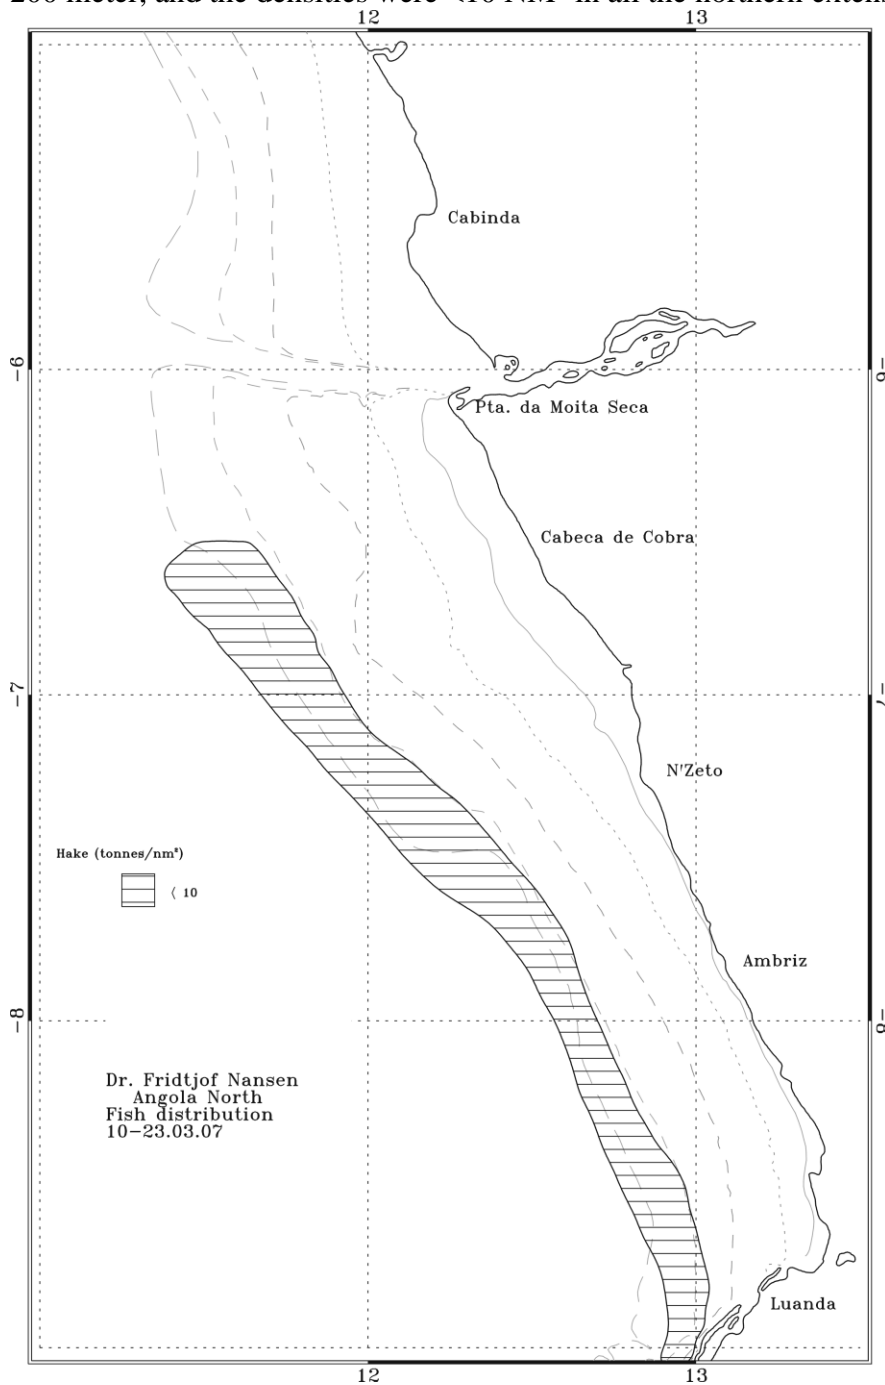 12
13
Cabinda
-6
Pta. da Moita Seca
Cabeca de Cobra
-7
-7
N'Zeto
Hake (tonnes/nm²)
⟨ 10
Ambriz
-8
Dr. Fridtjof Nansen
Angola North
Fish distribution
10-23.03.07
Luanda
12
13